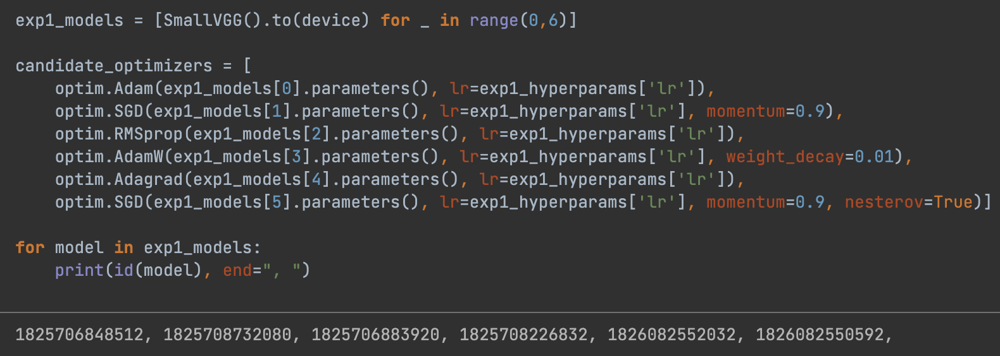 exp1_models = [SmallVGG().to(device) for _ in range(0,6)]
candidate_optimizers = [
    optim.Adam(exp1_models[0].parameters(), lr=exp1_hyperparams['lr']),
    optim.SGD(exp1_models[1].parameters(), lr=exp1_hyperparams['lr'], momentum=0.9),
    optim.RMSprop(exp1_models[2].parameters(), lr=exp1_hyperparams['lr']),
    optim.AdamW(exp1_models[3].parameters(), lr=exp1_hyperparams['lr'], weight_decay=0.01),
    optim.Adagrad(exp1_models[4].parameters(), lr=exp1_hyperparams['lr']),
    optim.SGD(exp1_models[5].parameters(), lr=exp1_hyperparams['lr'], momentum=0.9, nesterov=True)]
for model in exp1_models:
    print(id(model), end=", ")
1825706848512, 1825708732080, 1825706883920, 1825708226832, 1826082552032, 1826082550592,